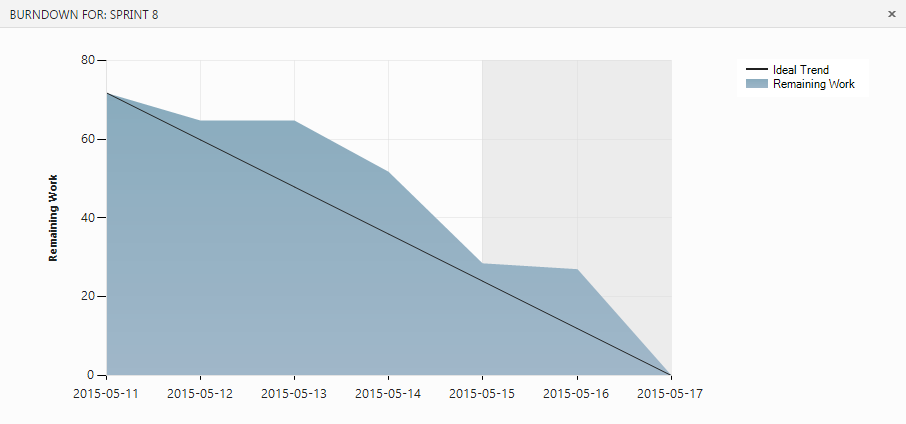 BURNDOWN FOR: SPRINT 8 ×
Ideal Trend
Remaining Work
Remaining Work
80
60
40
20
0
2015-05-11 2015-05-12 2015-05-13 2015-05-14 2015-05-15 2015-05-16 2015-05-17